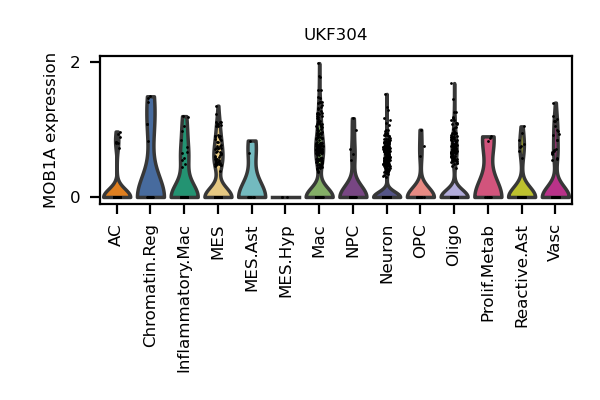 UKF304
MOB1A expression
2
0
AC
Chromatin.Reg
Inflammatory.Mac
MES
MES.Ast
MES.Hyp
Mac
NPC
Neuron
OPC
Oligo
Prolif.Metab
Reactive.Ast
Vasc